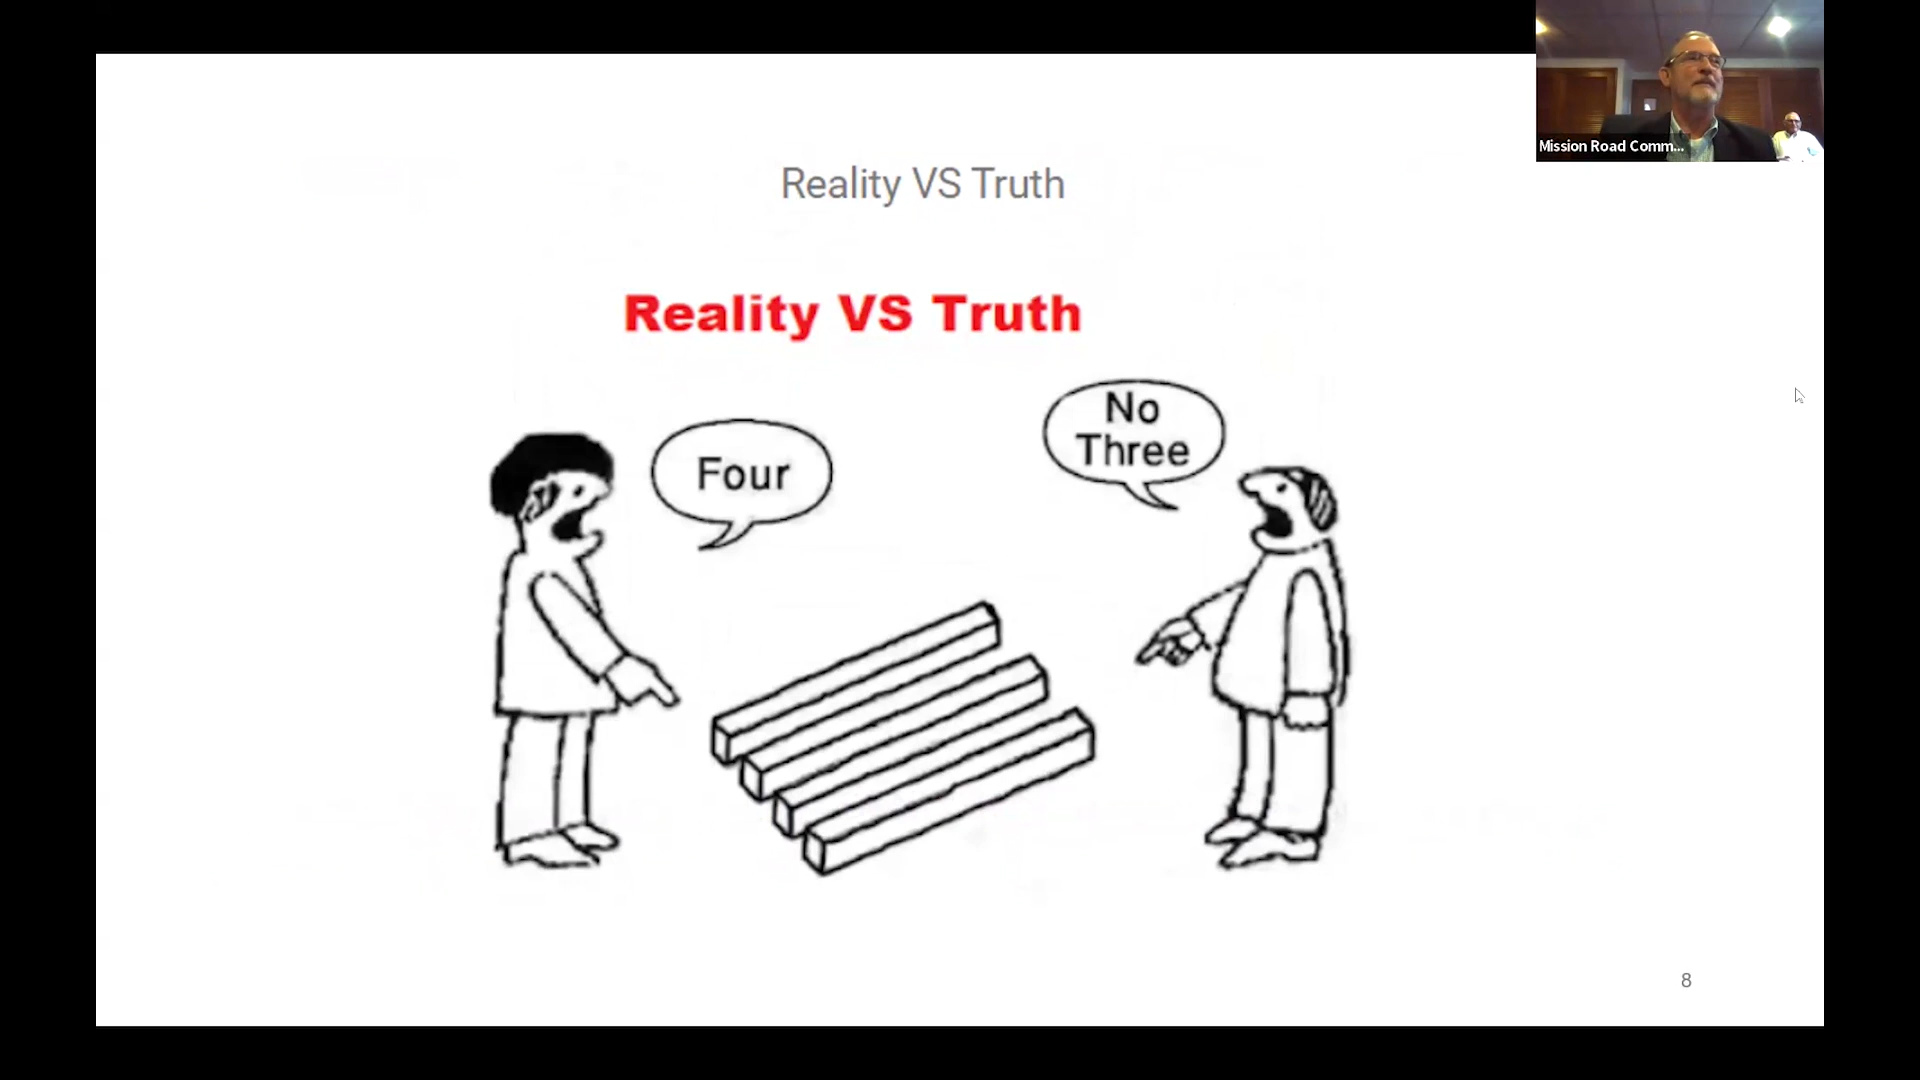 Mission Road Comm...
Reality VS Truth
Reality VS Truth
Four
No
Three
8